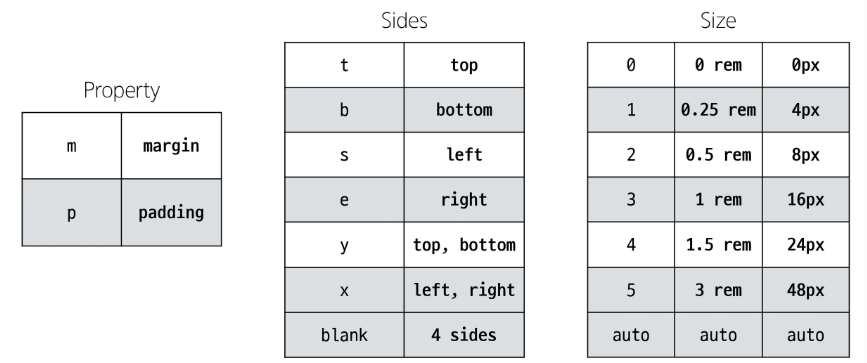 Property
m margin
p padding
Sides
t top
b bottom
s left
e right
y top, bottom
x left, right
blank 4 sides
Size
0 0 rem 0px
1 0.25 rem 4px
2 0.5 rem 8px
3 1 rem 16px
4 1.5 rem 24px
5 3 rem 48px
auto auto auto